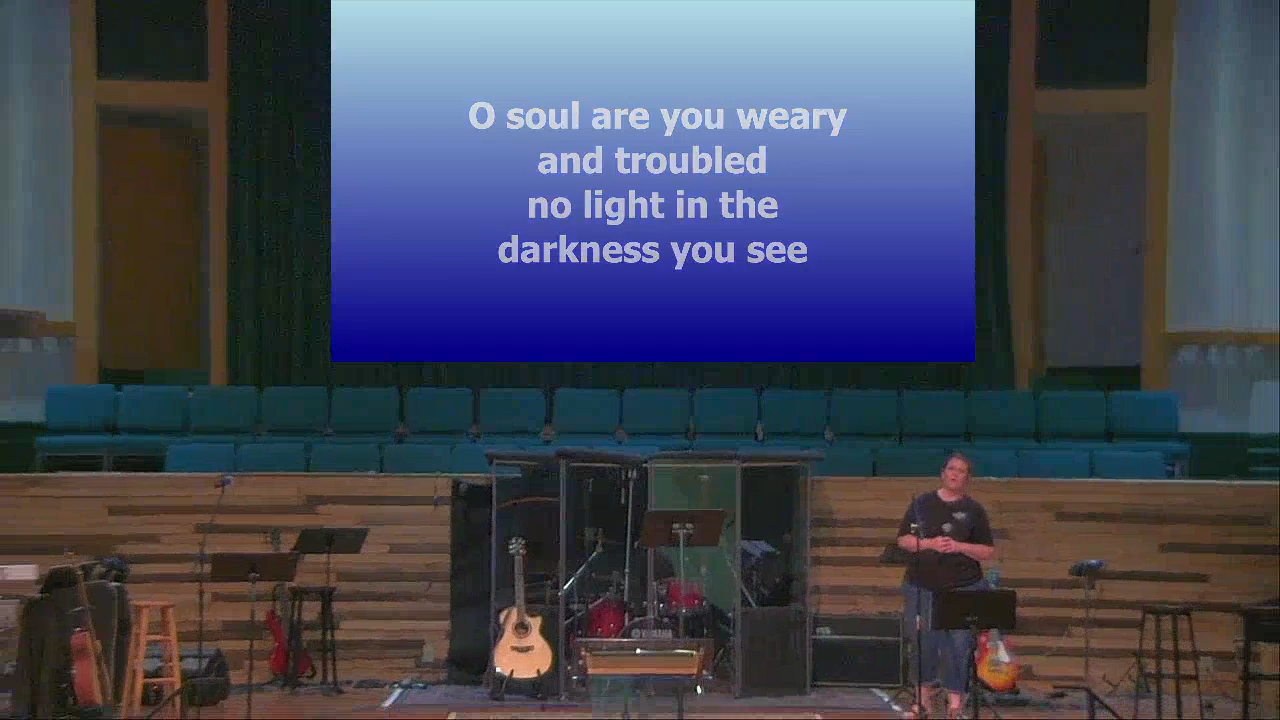 O soul are you weary
and troubled
no light in the
darkness you see